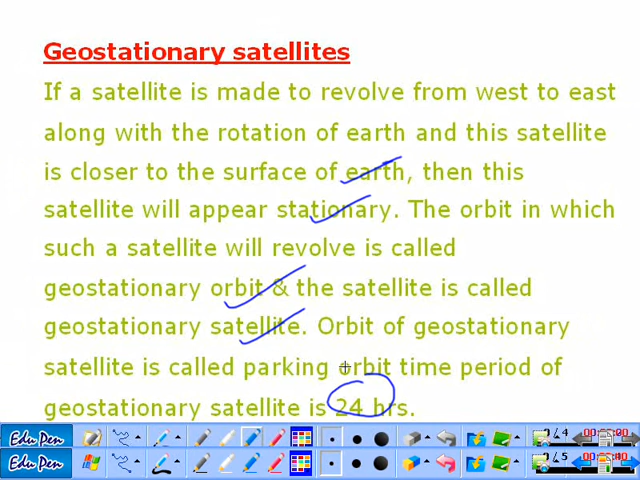 Geostationary satellites
If a satellite is made to revolve from west to east
along with the rotation of earth and this satellite
is closer to the surface of earth, then this
satellite will appear stationary. The orbit in which
such a satellite will revolve is called
geostationary orbit & the satellite is called
geostationary satellite. Orbit of geostationary
satellite is called parking orbit time period of
geostationary satellite is 24 hrs.
Edu Pen
Edu Pen